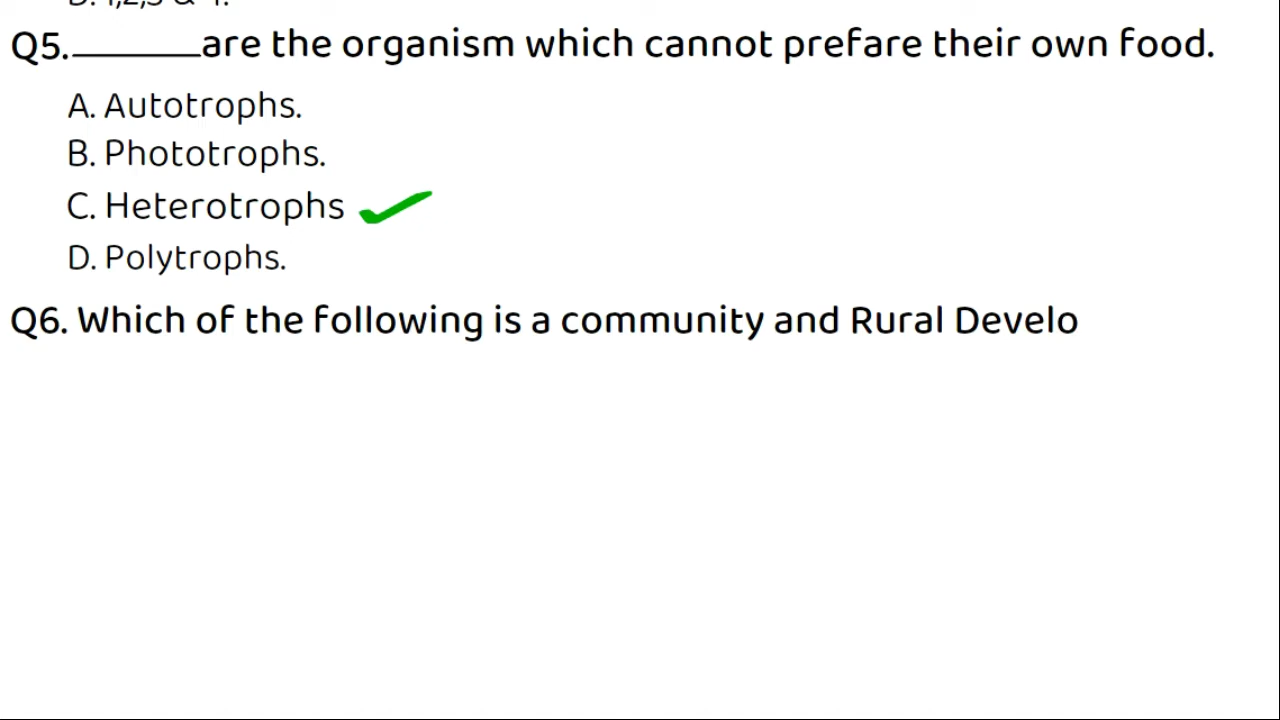 Q5.______are the organism which cannot prefare their own food.
A. Autotrophs.
B. Phototrophs.
C. Heterotrophs
D. Polytrophs.
Q6. Which of the following is a community and Rural Develo